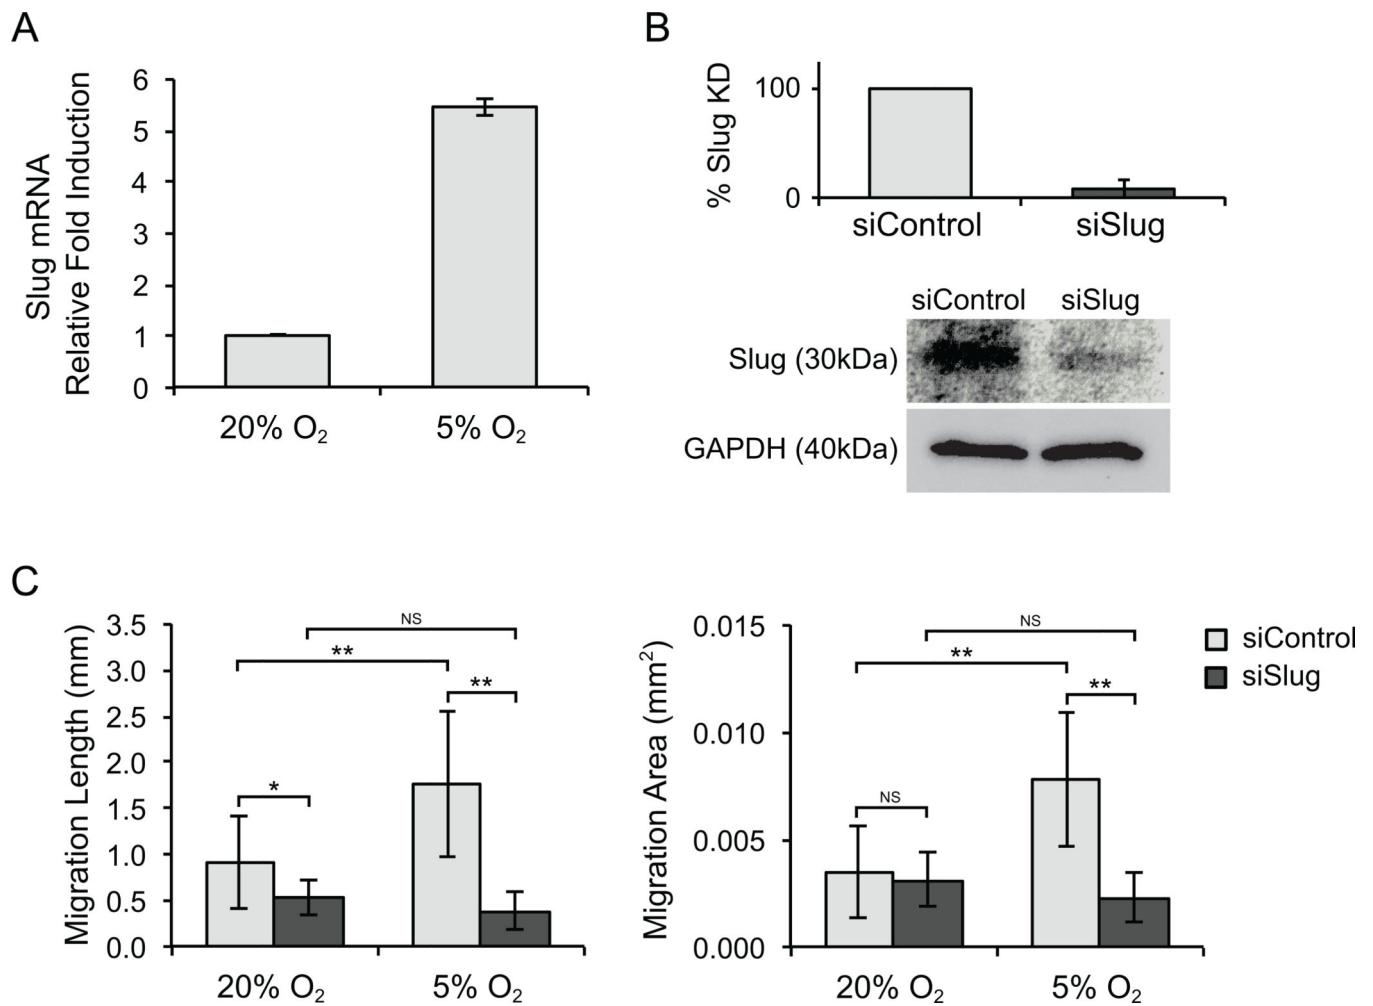 A
Slug mRNA
Relative Fold Induction
6
5
4
3
2
1
0
20% O₂
5% O₂
B
% Slug KD
100
0
siControl
siSlug
siControl
siSlug
Slug (30kDa)
GAPDH (40kDa)
C
Migration Length (mm)
3.5
3.0
2.5
2.0
1.5
1.0
0.5
0.0
NS
**
**
*
20% O₂
5% O₂
Migration Area (mm²)
0.015
0.010
0.005
0.000
NS
**
**
NS
20% O₂
5% O₂
siControl
siSlug